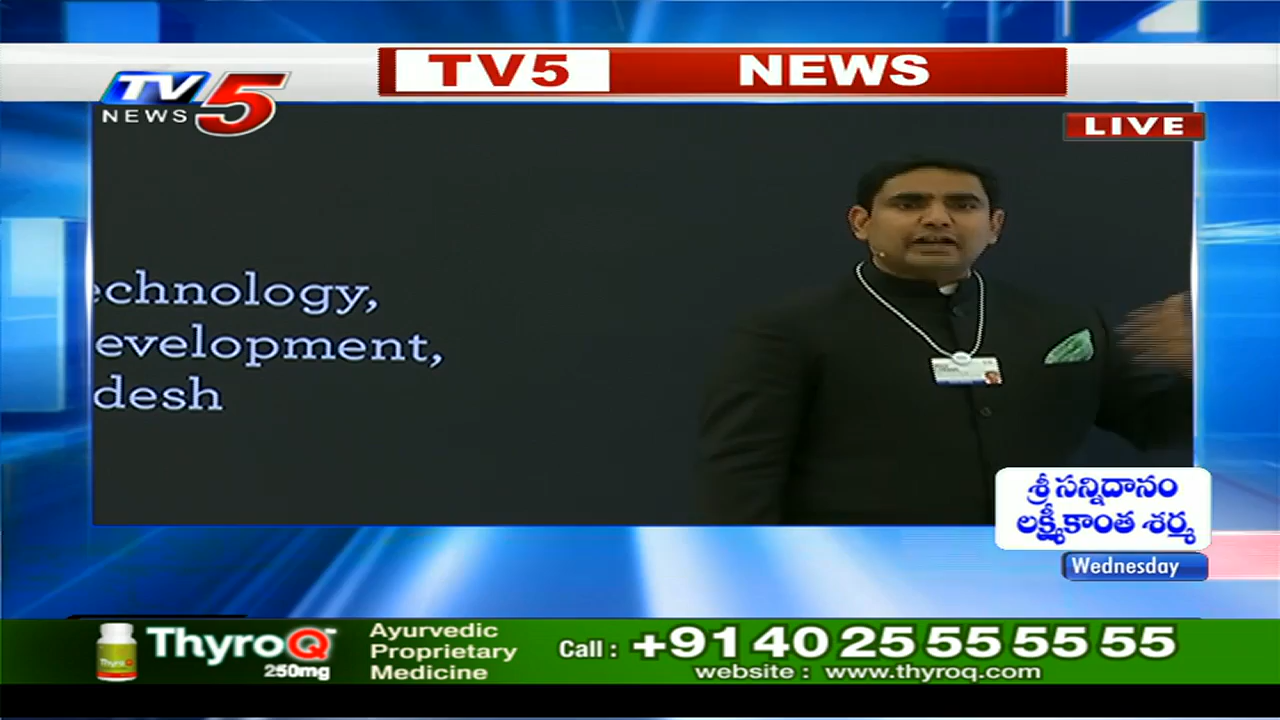 TV5 NEWS
TV5
NEWS
LIVE
echnology,
evelopment,
desh
శ్రీ సన్నిదానం
లక్ష్మీకాంత శర్మ
Wednesday
ThyroQ™
250mg
Ayurvedic
Proprietary
Medicine
Call : +91 40 25 55 55 55
website : www.thyroq.com